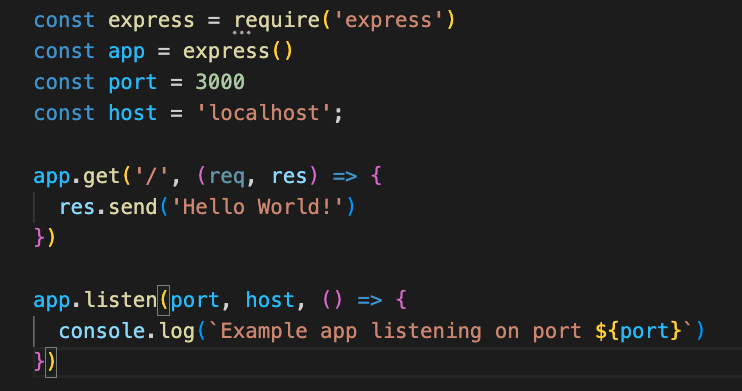 const express = require('express')
const app = express()
const port = 3000
const host = 'localhost';
app.get('/', (req, res) => {
  res.send('Hello World!')
})
app.listen(port, host, () => {
  console.log(`Example app listening on port ${port}`)
})